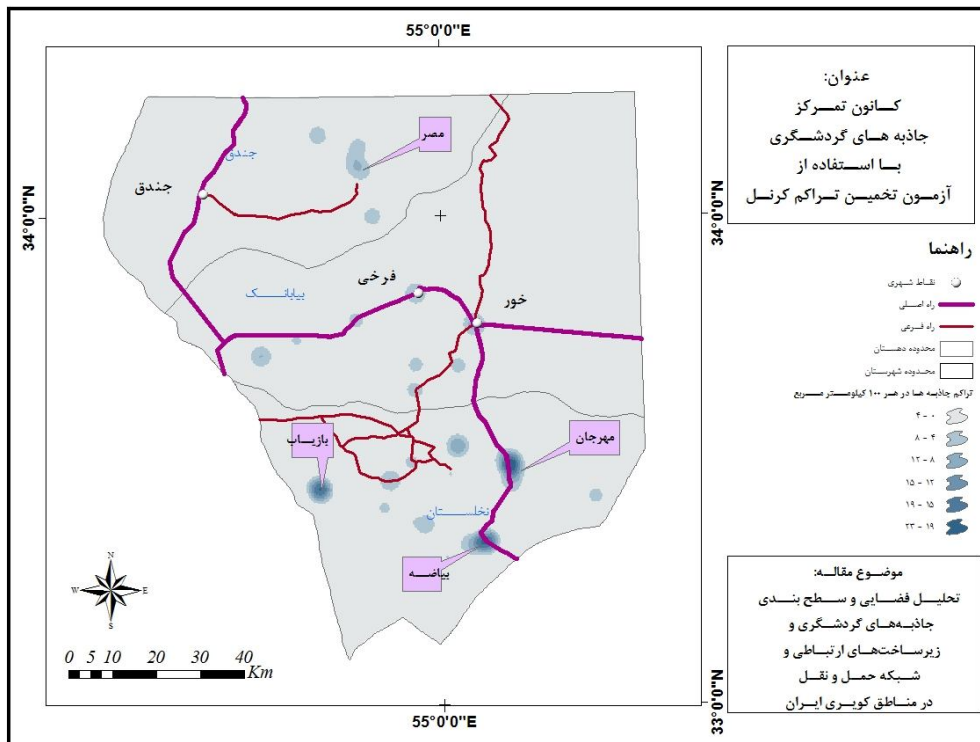 55°0'0"E
عنوان:
کانون تمرکز
جاذبه های گردشگری
با استفاده از
آزمون تخمین تراکم کرنل
34°0'0"N
34°0'0"N
مصر
جندق
جندق
فرخی
بیابانک
خور
بازیاب
مهرجان
نخلستان
بیاضه
راهنما
نقاط شهری
راه اصلی
راه فرعی
محدوده دهستان
محدوده شهرستان
تراکم جاذبه ها در هر ۱۰۰ کیلومتر مربع
۰ - ۴
۴ - ۸
۸ - ۱۲
۱۲ - ۱۵
۱۵ - ۱۹
۱۹ - ۲۳
N
W E
S
0 5 10 20 30 40
Km
موضوع مقاله:
تحلیل فضایی و سطح بندی
جاذبه‌های گردشگری و
زیرساخت‌های ارتباطی و
شبکه حمل و نقل
در مناطق کویری ایران
33°0'0"N
55°0'0"E